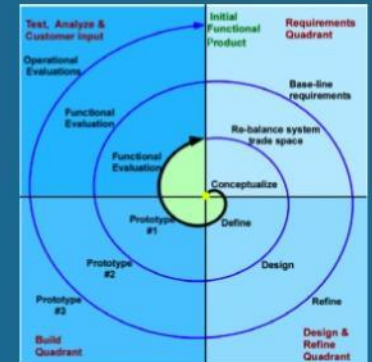 Test, Analyze &
Customer input
Initial
Functional
Product
Requirements
Quadrant
Operational
Evaluations
Base-line
requirements
Functional
Evaluation
Re-balance system
trade space
Functional
Evaluation
Conceptualize
Prototype
#1
Define
Prototype
#2
Design
Prototype
#3
Refine
Build
Quadrant
Design &
Refine
Quadrant